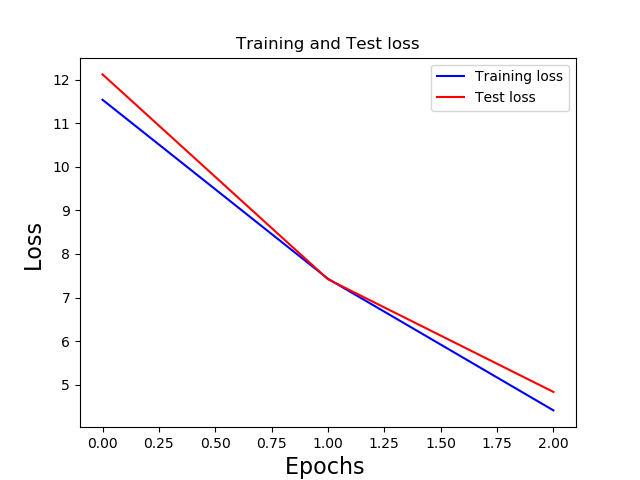 Training and Test loss
Training loss
Test loss
12
11
10
9
8
7
6
5
Loss
0.00 0.25 0.50 0.75 1.00 1.25 1.50 1.75 2.00
Epochs